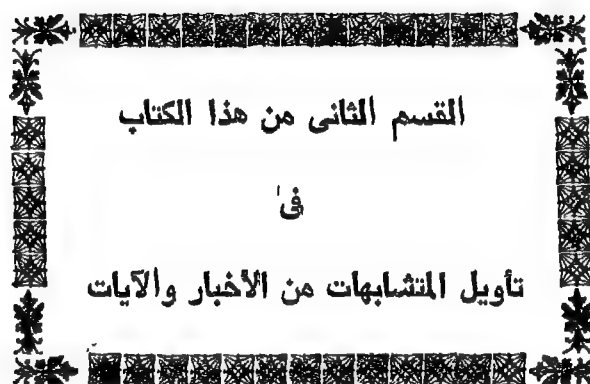 القسم الثانى من هذا الكتاب
فى
تأويل المتشابهات من الأخبار والآيات